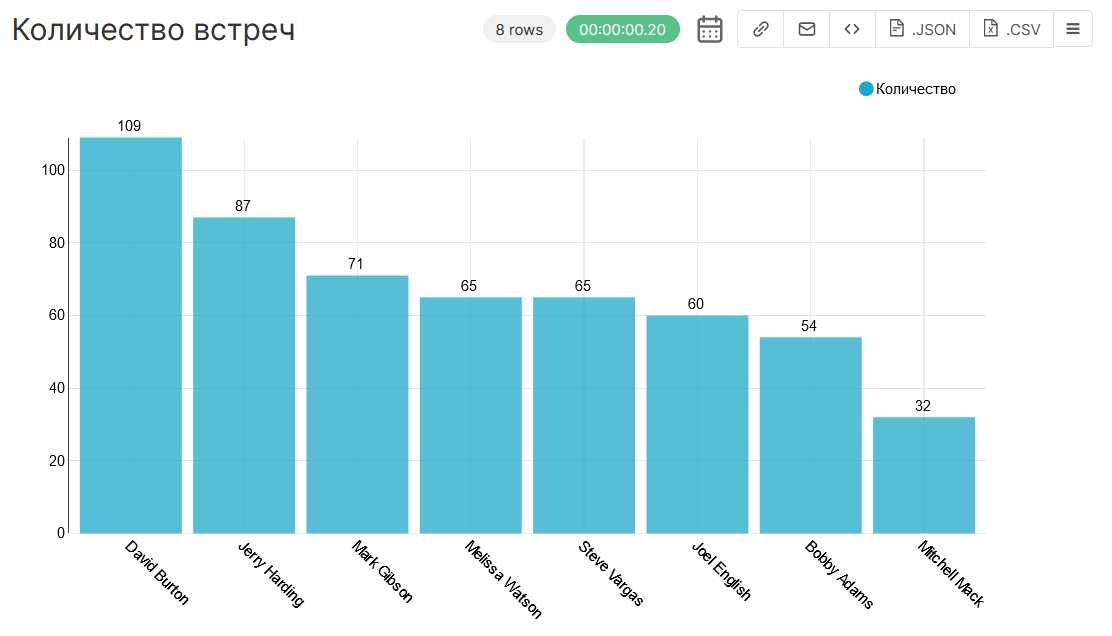 Количество встреч
8 rows
00:00:00.20
.JSON
.CSV
Количество
109
87
71
65
65
60
54
32
100
80
60
40
20
0
David Burton
Jerry Harding
Mark Gibson
Melissa Watson
Steve Vargas
Joel English
Bobby Adams
Mitchell Mack